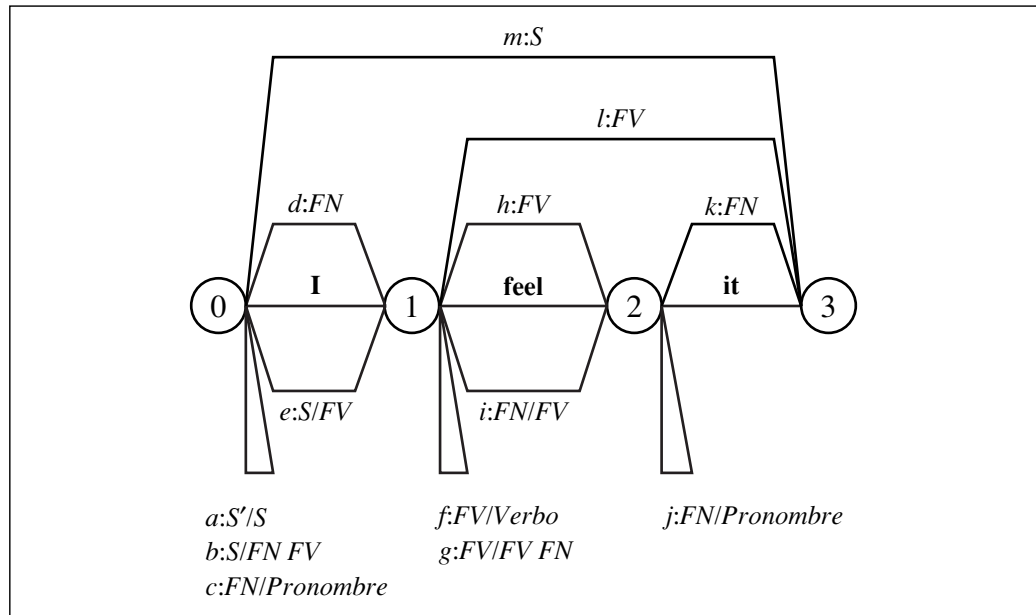 m:S
l:FV
d:FN
h:FV
k:FN
I
feel
it
0
1
2
3
e:S/FV
i:FN/FV
a:S′/S
f:FV/Verbo
j:FN/Pronombre
b:S/FN FV
g:FV/FV FN
c:FN/Pronombre